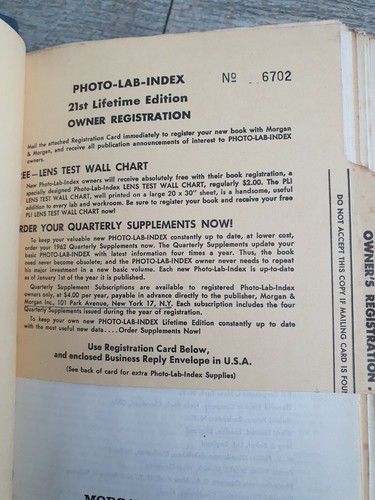 PHOTO-LAB-INDEX
21st Lifetime Edition
OWNER REGISTRATION
No 6702
Mail the attached Registration Card immediately to register your new book with Morgan
& Morgan, and receive all publication announcements of interest to PHOTO-LAB-INDEX
owners.
EE—LENS TEST WALL CHART
New Photo-Lab-Index owners will receive absolutely free with their book registration, a
specially designed Photo-Lab-Index LENS TEST WALL CHART, regularly $2.00. The PLI
LENS TEST WALL CHART, well printed on a large 20 x 30" sheet, is a handsome, useful
addition to every lab and workroom. Be sure to register your book and receive your free
PLI LENS TEST WALL CHART now!
RDER YOUR QUARTERLY SUPPLEMENTS NOW!
To keep your valuable new PHOTO-LAB-INDEX constantly up to date, at lower cost,
order your 1962 Quarterly Supplements now. The Quarterly Supplements update your
basic PHOTO-LAB-INDEX with latest information four times a year. Thus, the book
need never become obsolete; and the PHOTO-LAB-INDEX owner never needs to repeat
his major investment in a new basic volume. Each new Photo-Lab-Index is up-to-date
as of January 1st of the year it is published.
Quarterly Supplement Subscriptions are available to registered Photo-Lab-Index
owners only, at $4.00 per year, payable in advance directly to the publisher, Morgan &
Morgan Inc., 101 Park Avenue, New York 17, N.Y. Each subscription includes the four
Quarterly Supplements issued during the year of registration.
To keep your own new PHOTO-LAB-INDEX Lifetime Edition constantly up to date
with the most useful new data....Order Supplements Now!
Use Registration Card Below,
and enclosed Business Reply Envelope in U.S.A.
(See back of card for extra Photo-Lab-Index Supplies)
DO NOT ACCEPT THIS COPY IF MAILING CARD IS FOUN
OWNER'S REGISTRATION